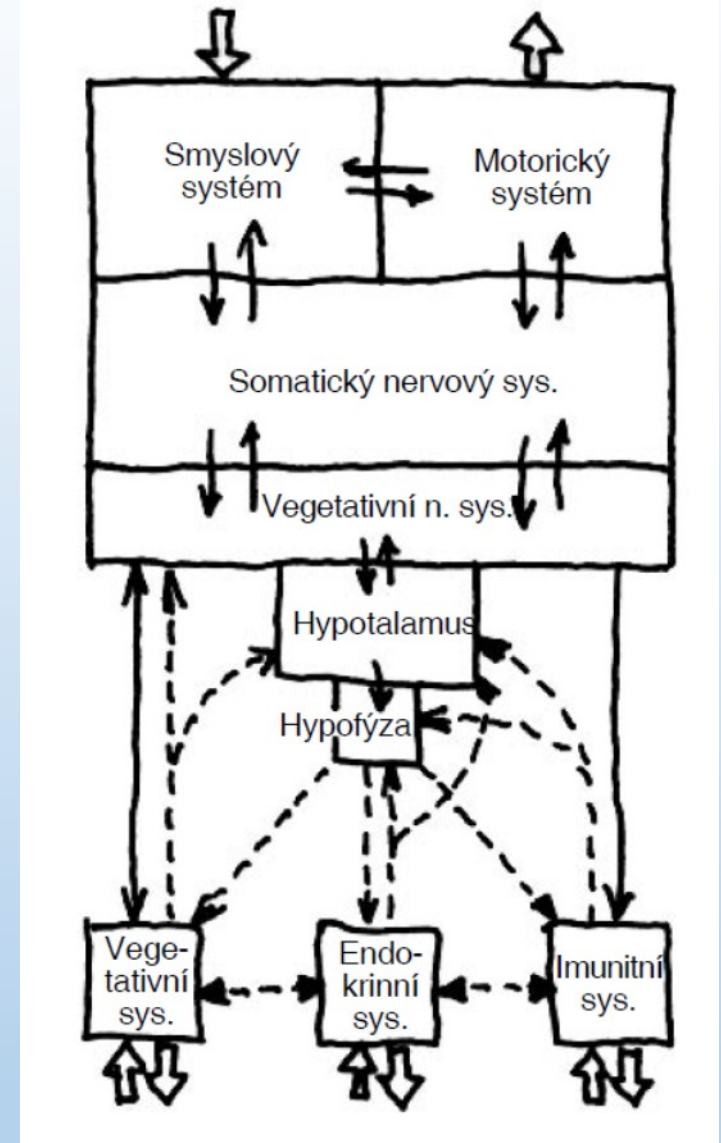 Smyslový
systém
Motorický
systém
Somatický nervový sys.
Vegetativní n. sys.
Hypotalamus
Hypofýza
Vege-
tativní
sys.
Endo-
krinní
sys.
Imunitní
sys.